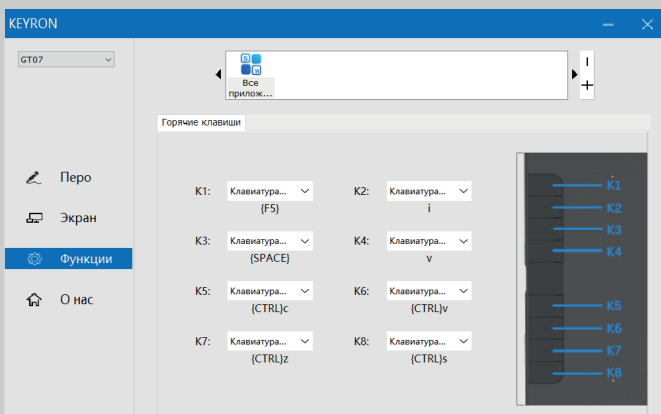 KEYRON
GT07
Все
прилож...
Горячие клавиши
Перо
Экран
Функции
О нас
K1: Клавиатура... K2: Клавиатура...
{F5} i
K3: Клавиатура... K4: Клавиатура...
{SPACE} v
K5: Клавиатура... K6: Клавиатура...
{CTRL}c {CTRL}v
K7: Клавиатура... K8: Клавиатура...
{CTRL}z {CTRL}s
K1
K2
K3
K4
K5
K6
K7
K8